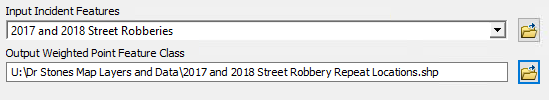 Input Incident Features
2017 and 2018 Street Robberies
Output Weighted Point Feature Class
U:\Dr Stones Map Layers and Data\2017 and 2018 Street Robbery Repeat Locations.shp